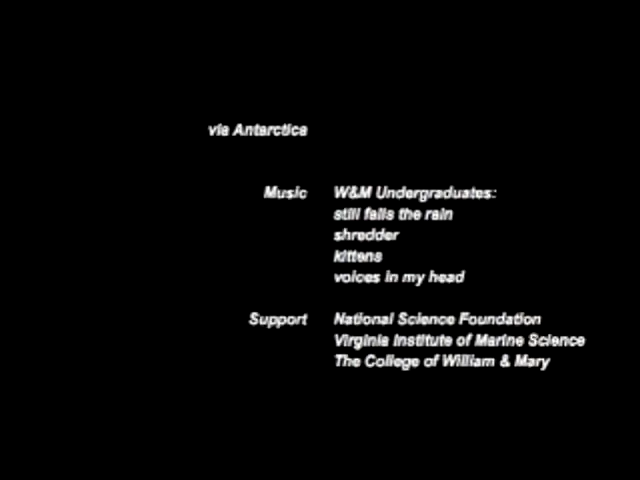 via Antarctica
Music W&M Undergraduates:
still falls the rain
shredder
kittens
voices in my head
Support National Science Foundation
Virginia Institute of Marine Science
The College of William & Mary